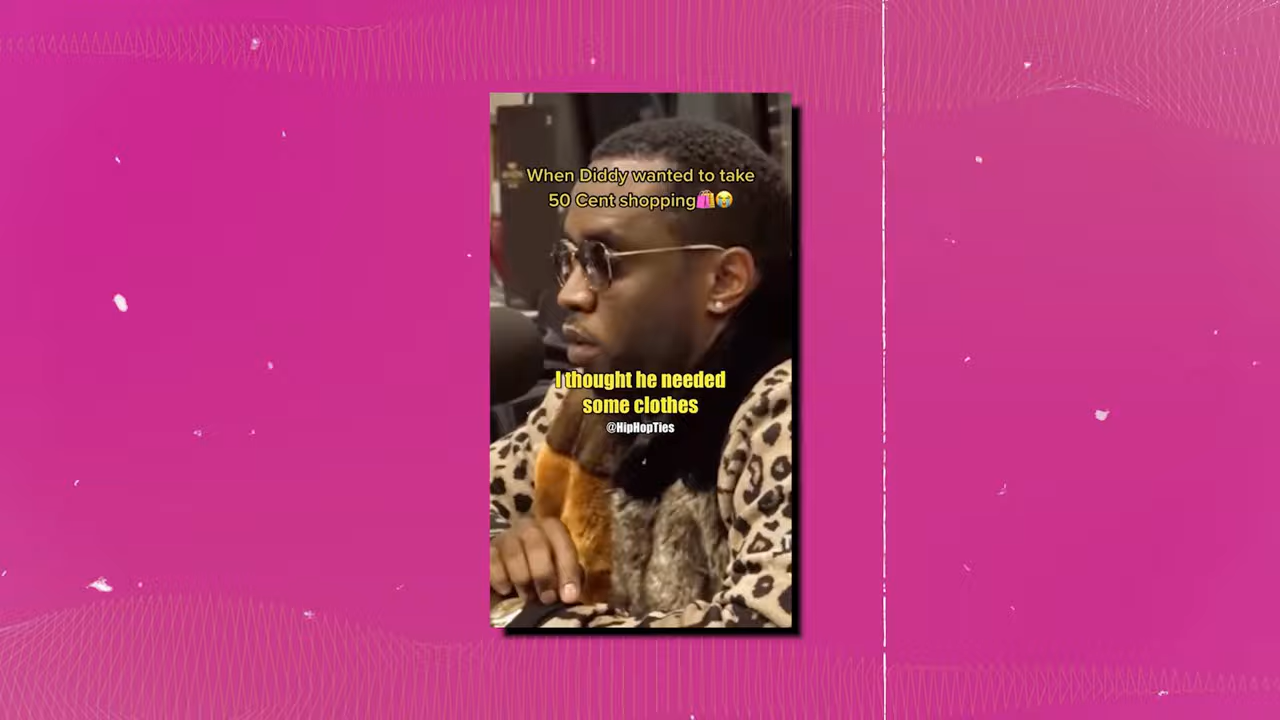 When Diddy wanted to take
50 Cent shopping🛍️😭
I thought he needed
some clothes
@HipHopTies